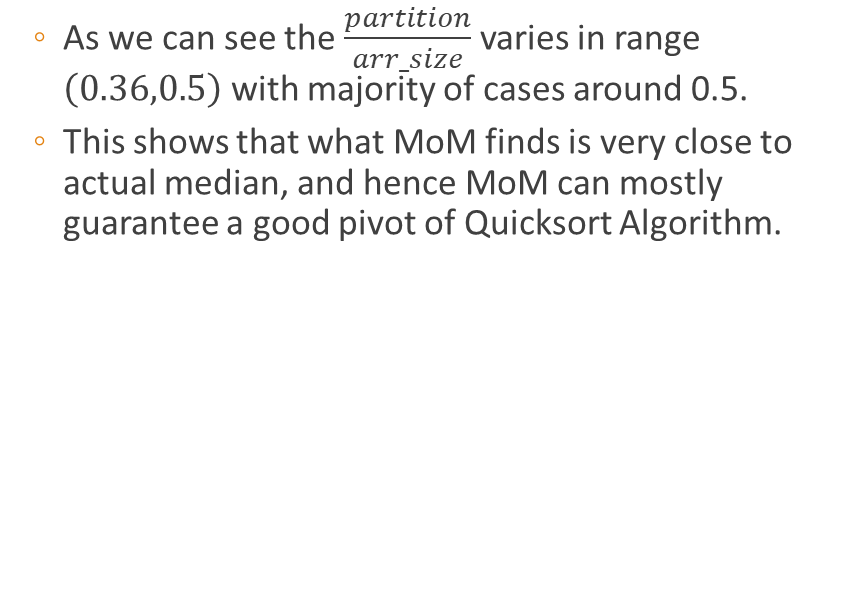 ◦ As we can see the partition/arr_size varies in range
(0.36,0.5) with majority of cases around 0.5.
◦ This shows that what MoM finds is very close to
actual median, and hence MoM can mostly
guarantee a good pivot of Quicksort Algorithm.